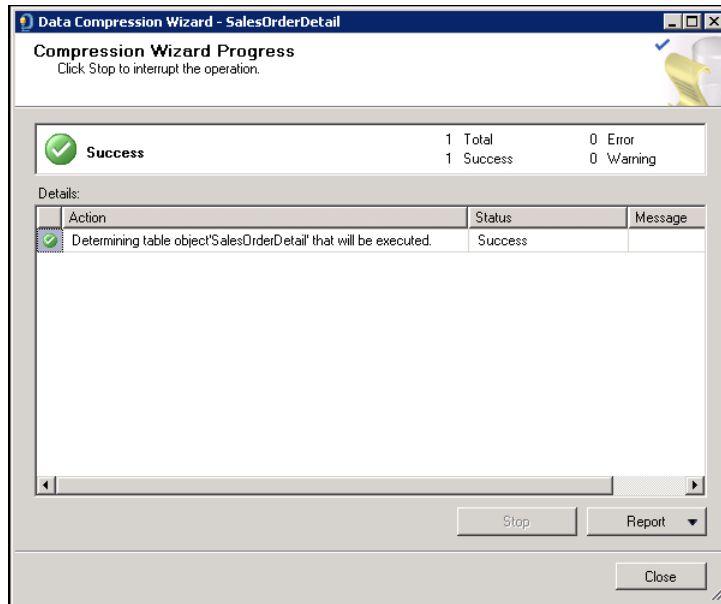 Data Compression Wizard - SalesOrderDetail
Compression Wizard Progress
Click Stop to interrupt the operation.
Success
1 Total 0 Error
1 Success 0 Warning
Details:
Action Status Message
Determining table object'SalesOrderDetail' that will be executed. Success
Stop Report
Close